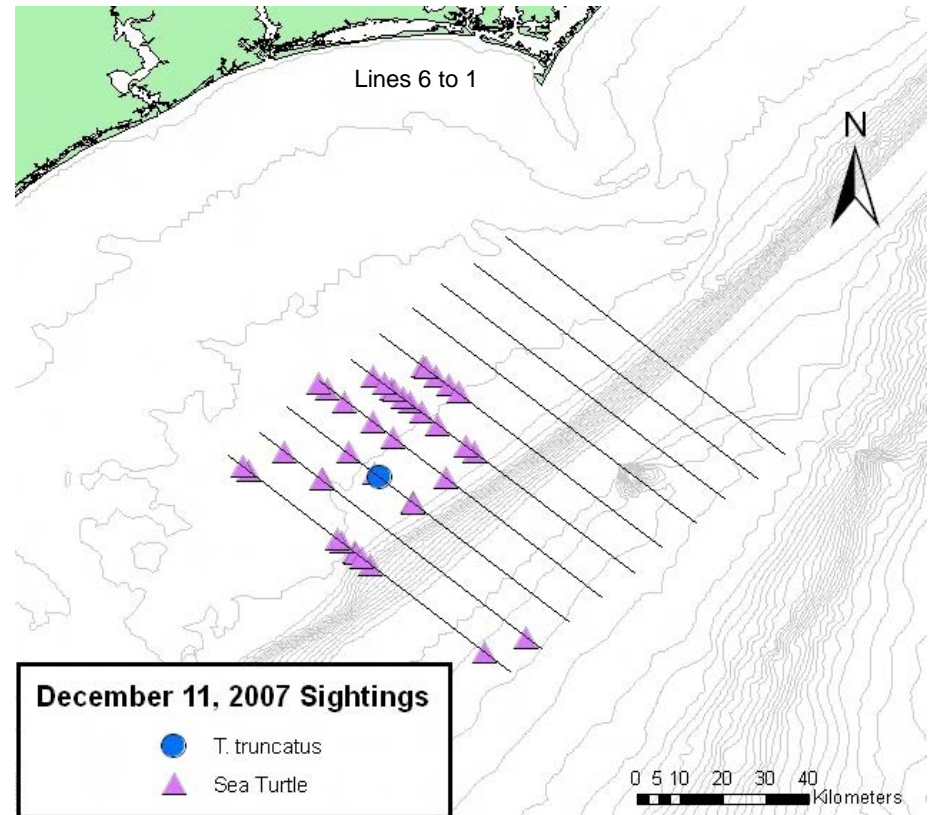 Lines 6 to 1
N
December 11, 2007 Sightings
T. truncatus
Sea Turtle
0 5 10 20 30 40
Kilometers